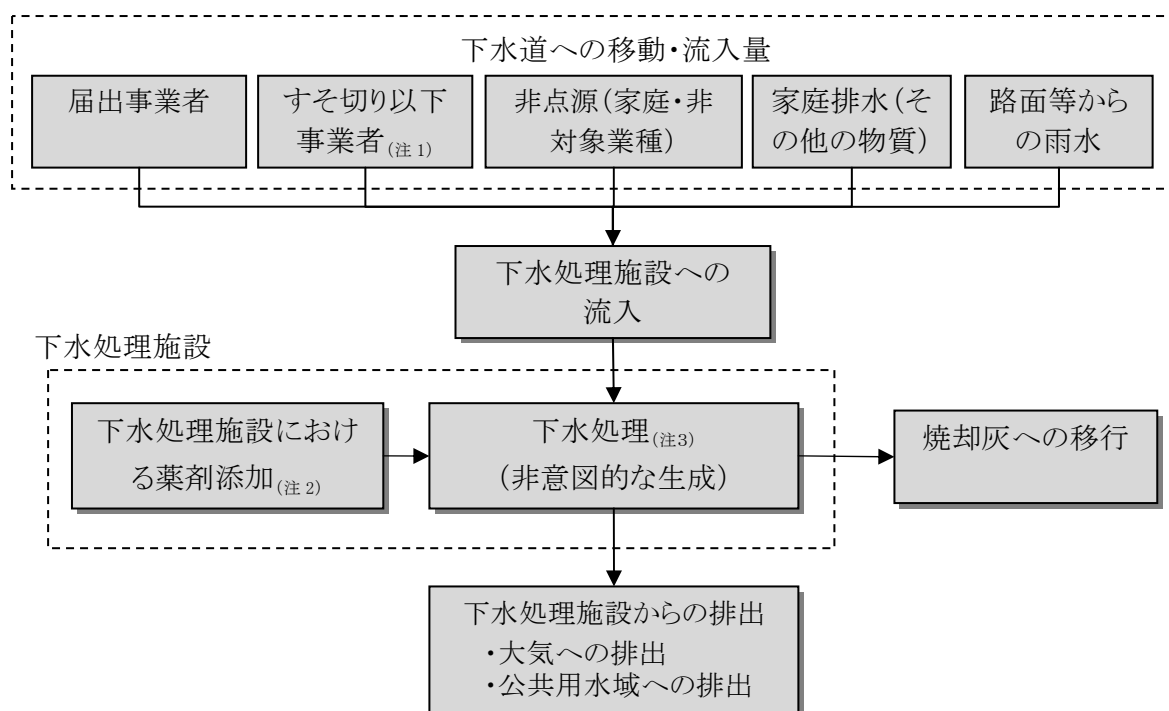 下水道への移動・流入量
届出事業者
すそ切り以下
事業者(注1)
非点源(家庭・非
対象業種)
家庭排水(そ
の他の物質)
路面等から
の雨水
下水処理施設への
流入
下水処理施設
下水処理施設におけ
る薬剤添加(注2)
下水処理(注3)
(非意図的な生成)
焼却灰への移行
下水処理施設からの排出
・大気への排出
・公共用水域への排出